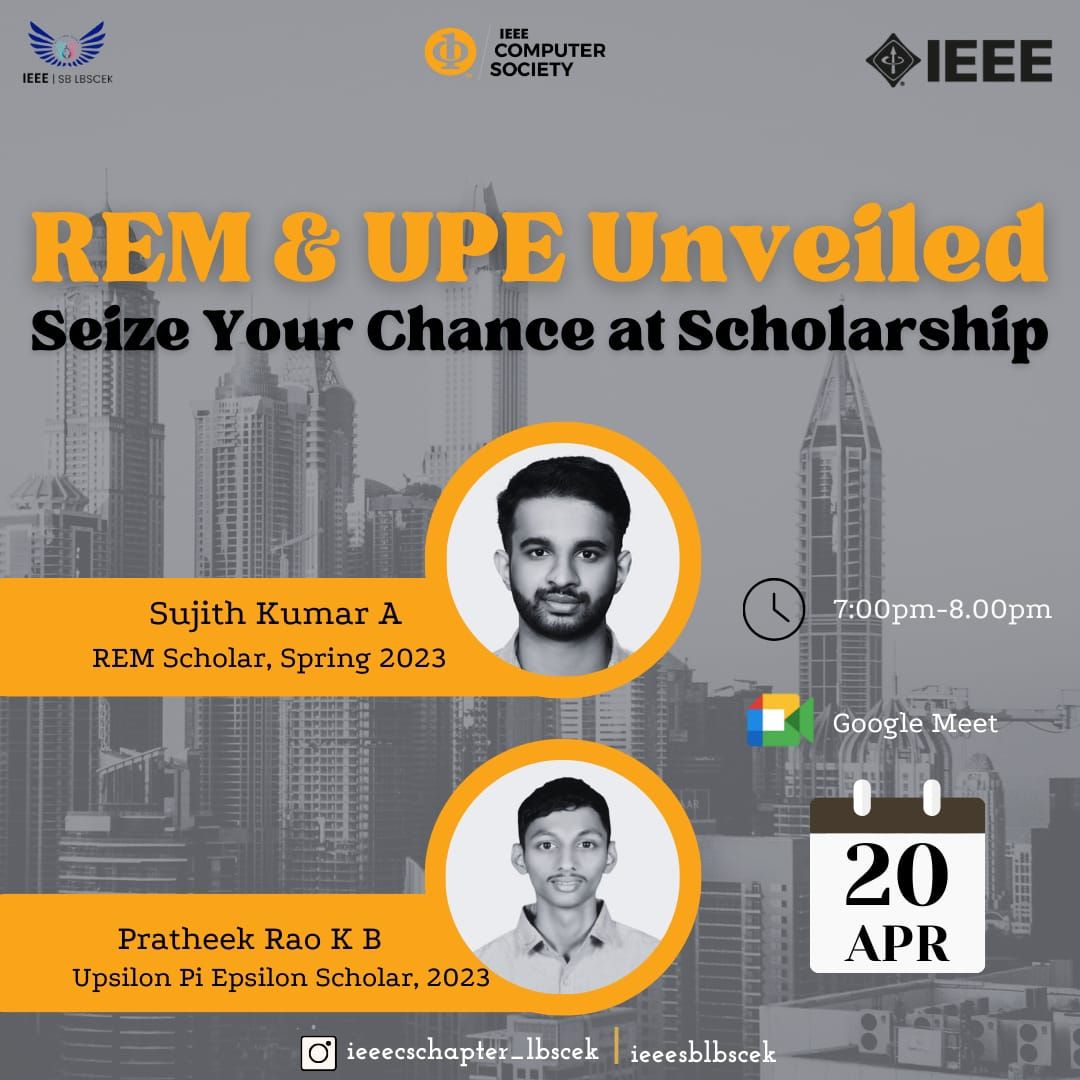 IEEE | SB LBSCEK
IEEE
COMPUTER
SOCIETY
IEEE
REM & UPE Unveiled
Seize Your Chance at Scholarship
Sujith Kumar A
REM Scholar, Spring 2023
7:00pm-8.00pm
Google Meet
20
APR
Pratheek Rao K B
Upsilon Pi Epsilon Scholar, 2023
ieeecschapter_lbscek | ieeesblbscek